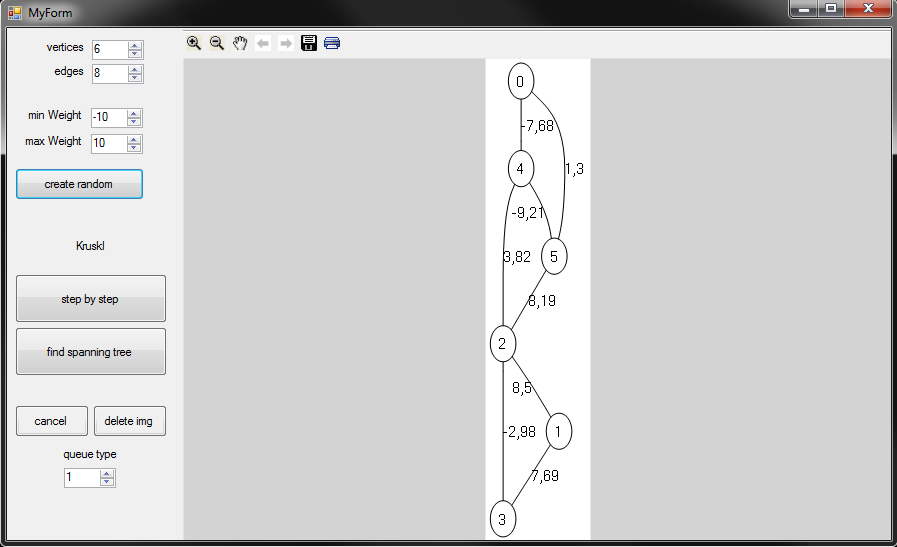 MyForm
vertices 6
edges 8
min Weight -10
max Weight 10
create random
Kruskl
step by step
find spanning tree
cancel delete img
queue type
1
0
-7,68
4
1,3
-9,21
3,82
5
8,19
2
8,5
-2,98
1
7,69
3